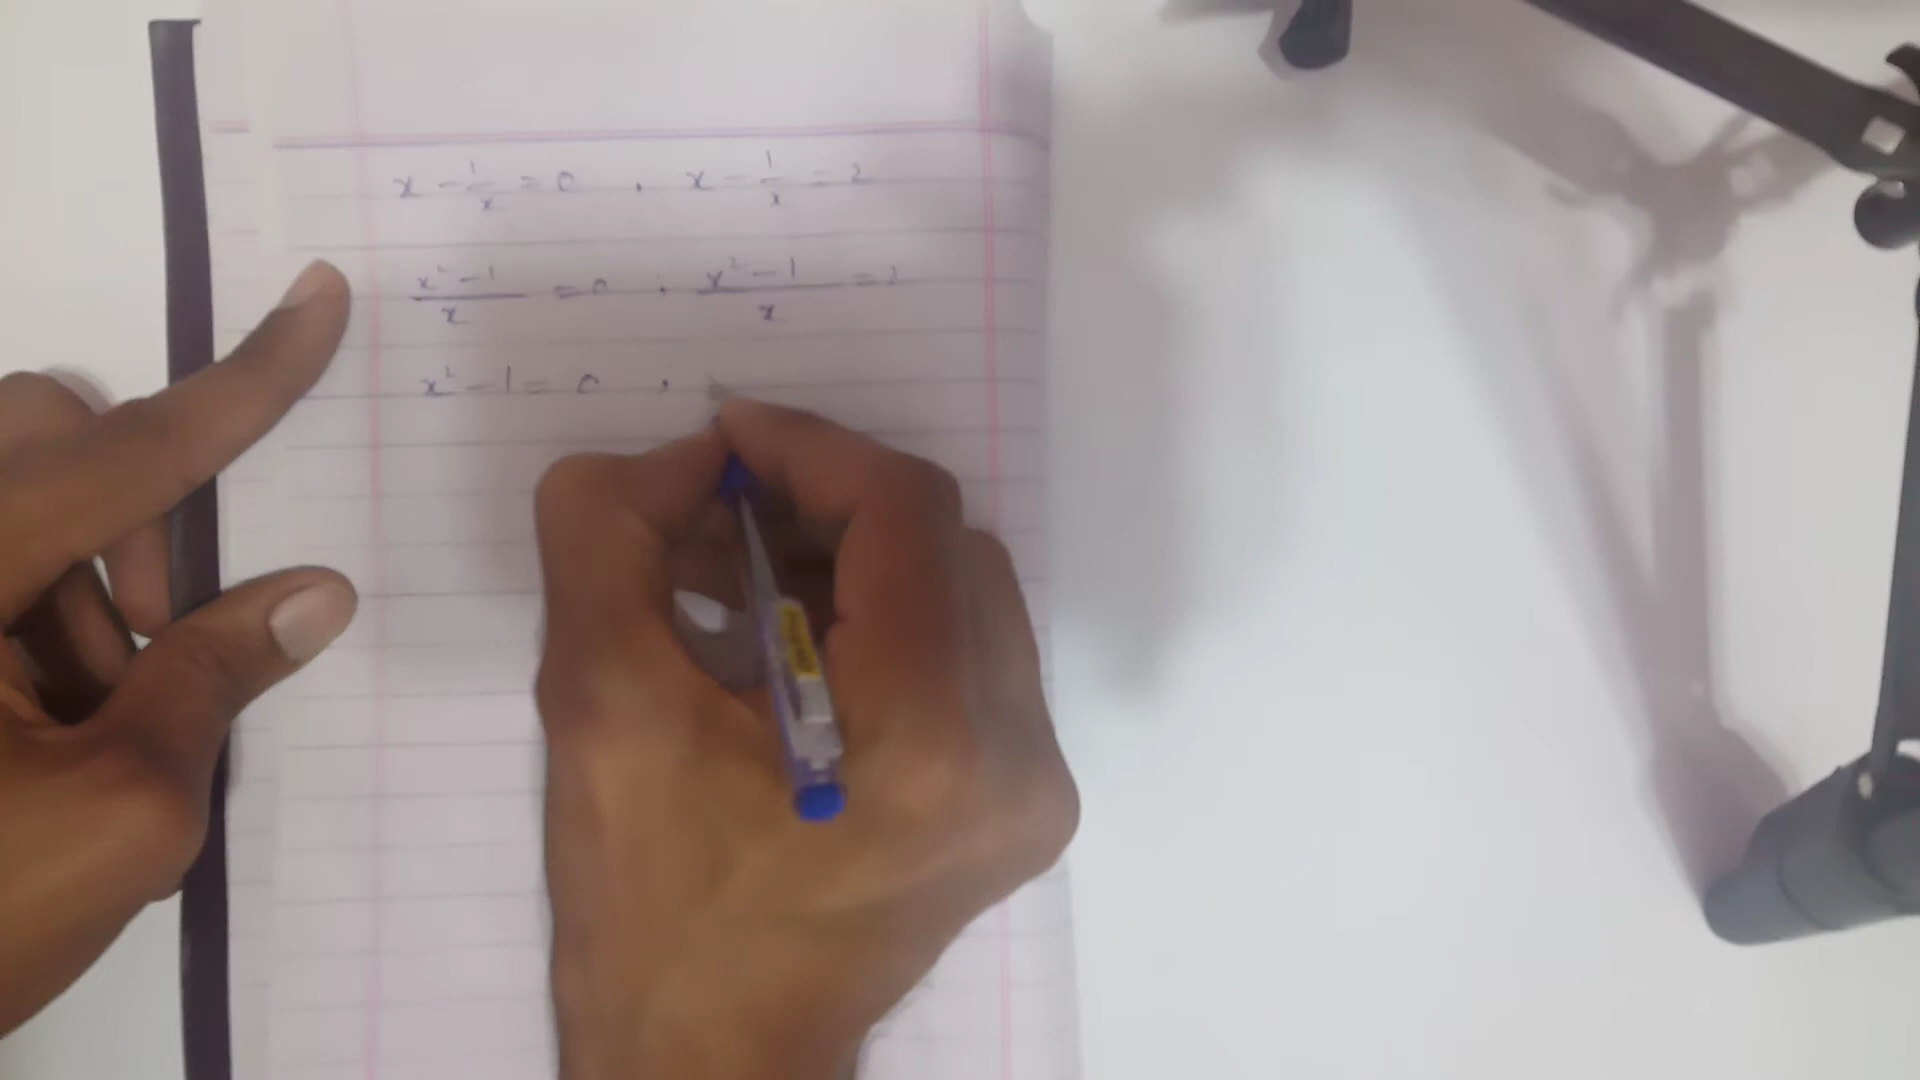 x - 1/x = 0 , x - 1/x = 2
x² - 1/x = 0 , x² - 1/x = 2
x² - 1 = 0 ,